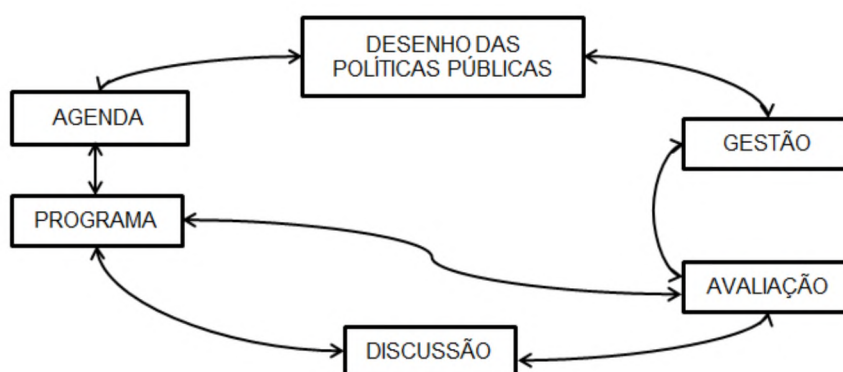 DESENHO DAS
POLÍTICAS PÚBLICAS
AGENDA
GESTÃO
PROGRAMA
AVALIAÇÃO
DISCUSSÃO